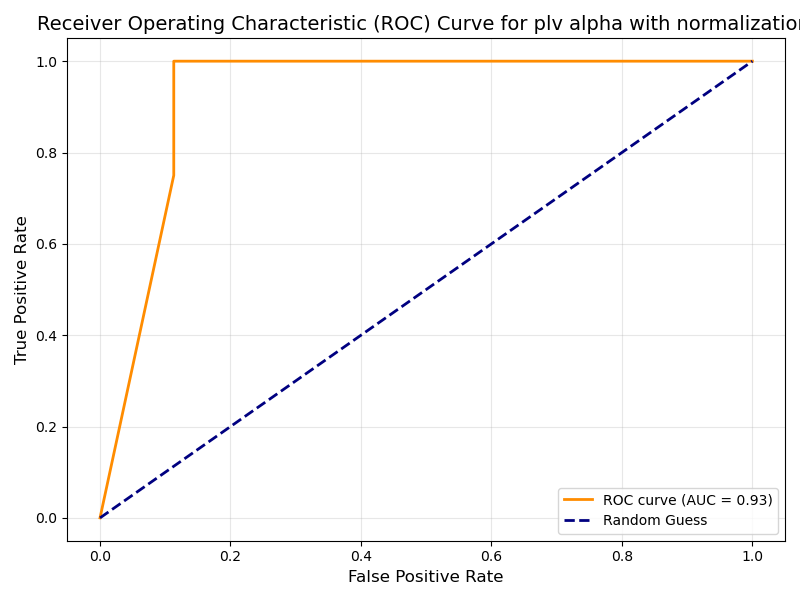 Receiver Operating Characteristic (ROC) Curve for plv alpha with normalization
True Positive Rate
1.0
0.8
0.6
0.4
0.2
0.0
ROC curve (AUC = 0.93)
Random Guess
0.0 0.2 0.4 0.6 0.8 1.0
False Positive Rate